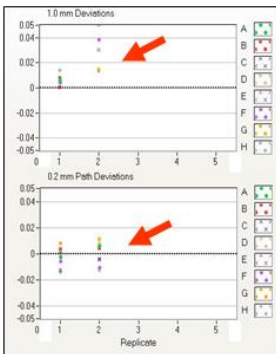 1.0 mm Deviations
0.05
0.04
0.02
0.00
-0.02
-0.04
-0.05
0 1 2 3 4 5
A
B
C
D
E
F
G
H
0.2 mm Path Deviations
0.05
0.04
0.02
0.00
-0.02
-0.04
-0.05
0 1 2 3 4 5
Replicate
A
B
C
D
E
F
G
H